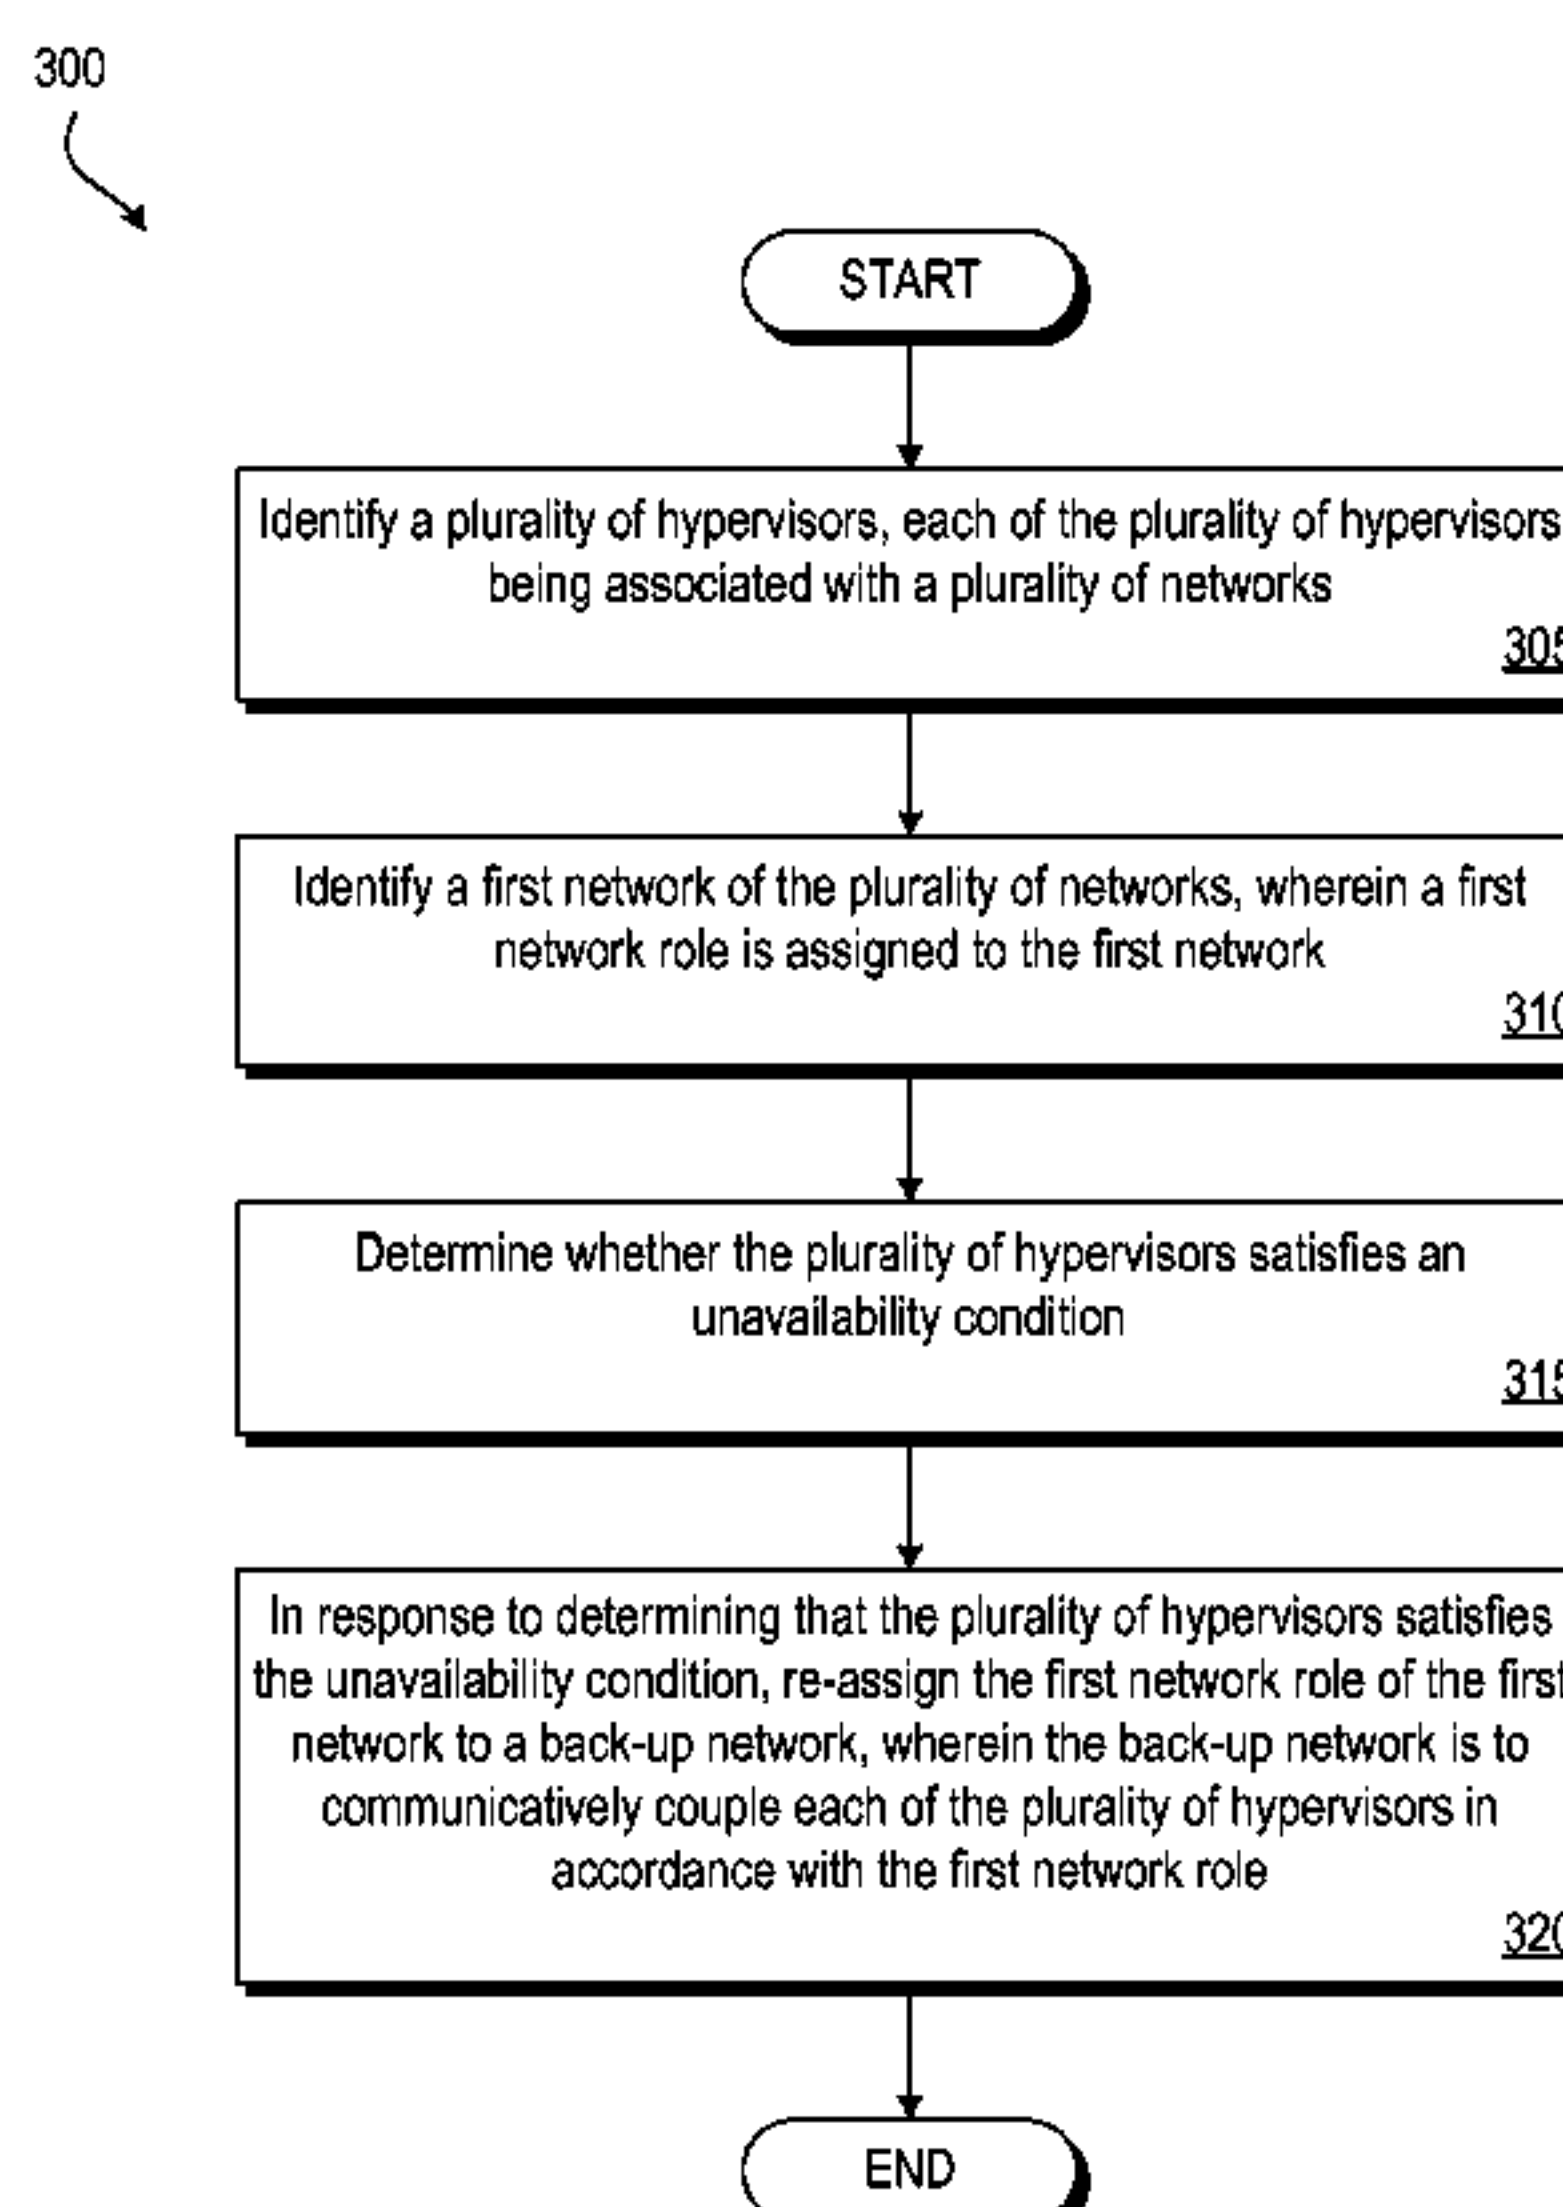 300
START
Identify a plurality of hypervisors, each of the plurality of hypervisors
being associated with a plurality of networks
305
Identify a first network of the plurality of networks, wherein a first
network role is assigned to the first network
310
Determine whether the plurality of hypervisors satisfies an
unavailability condition
315
In response to determining that the plurality of hypervisors satisfies
the unavailability condition, re-assign the first network role of the first
network to a back-up network, wherein the back-up network is to
communicatively couple each of the plurality of hypervisors in
accordance with the first network role
320
END